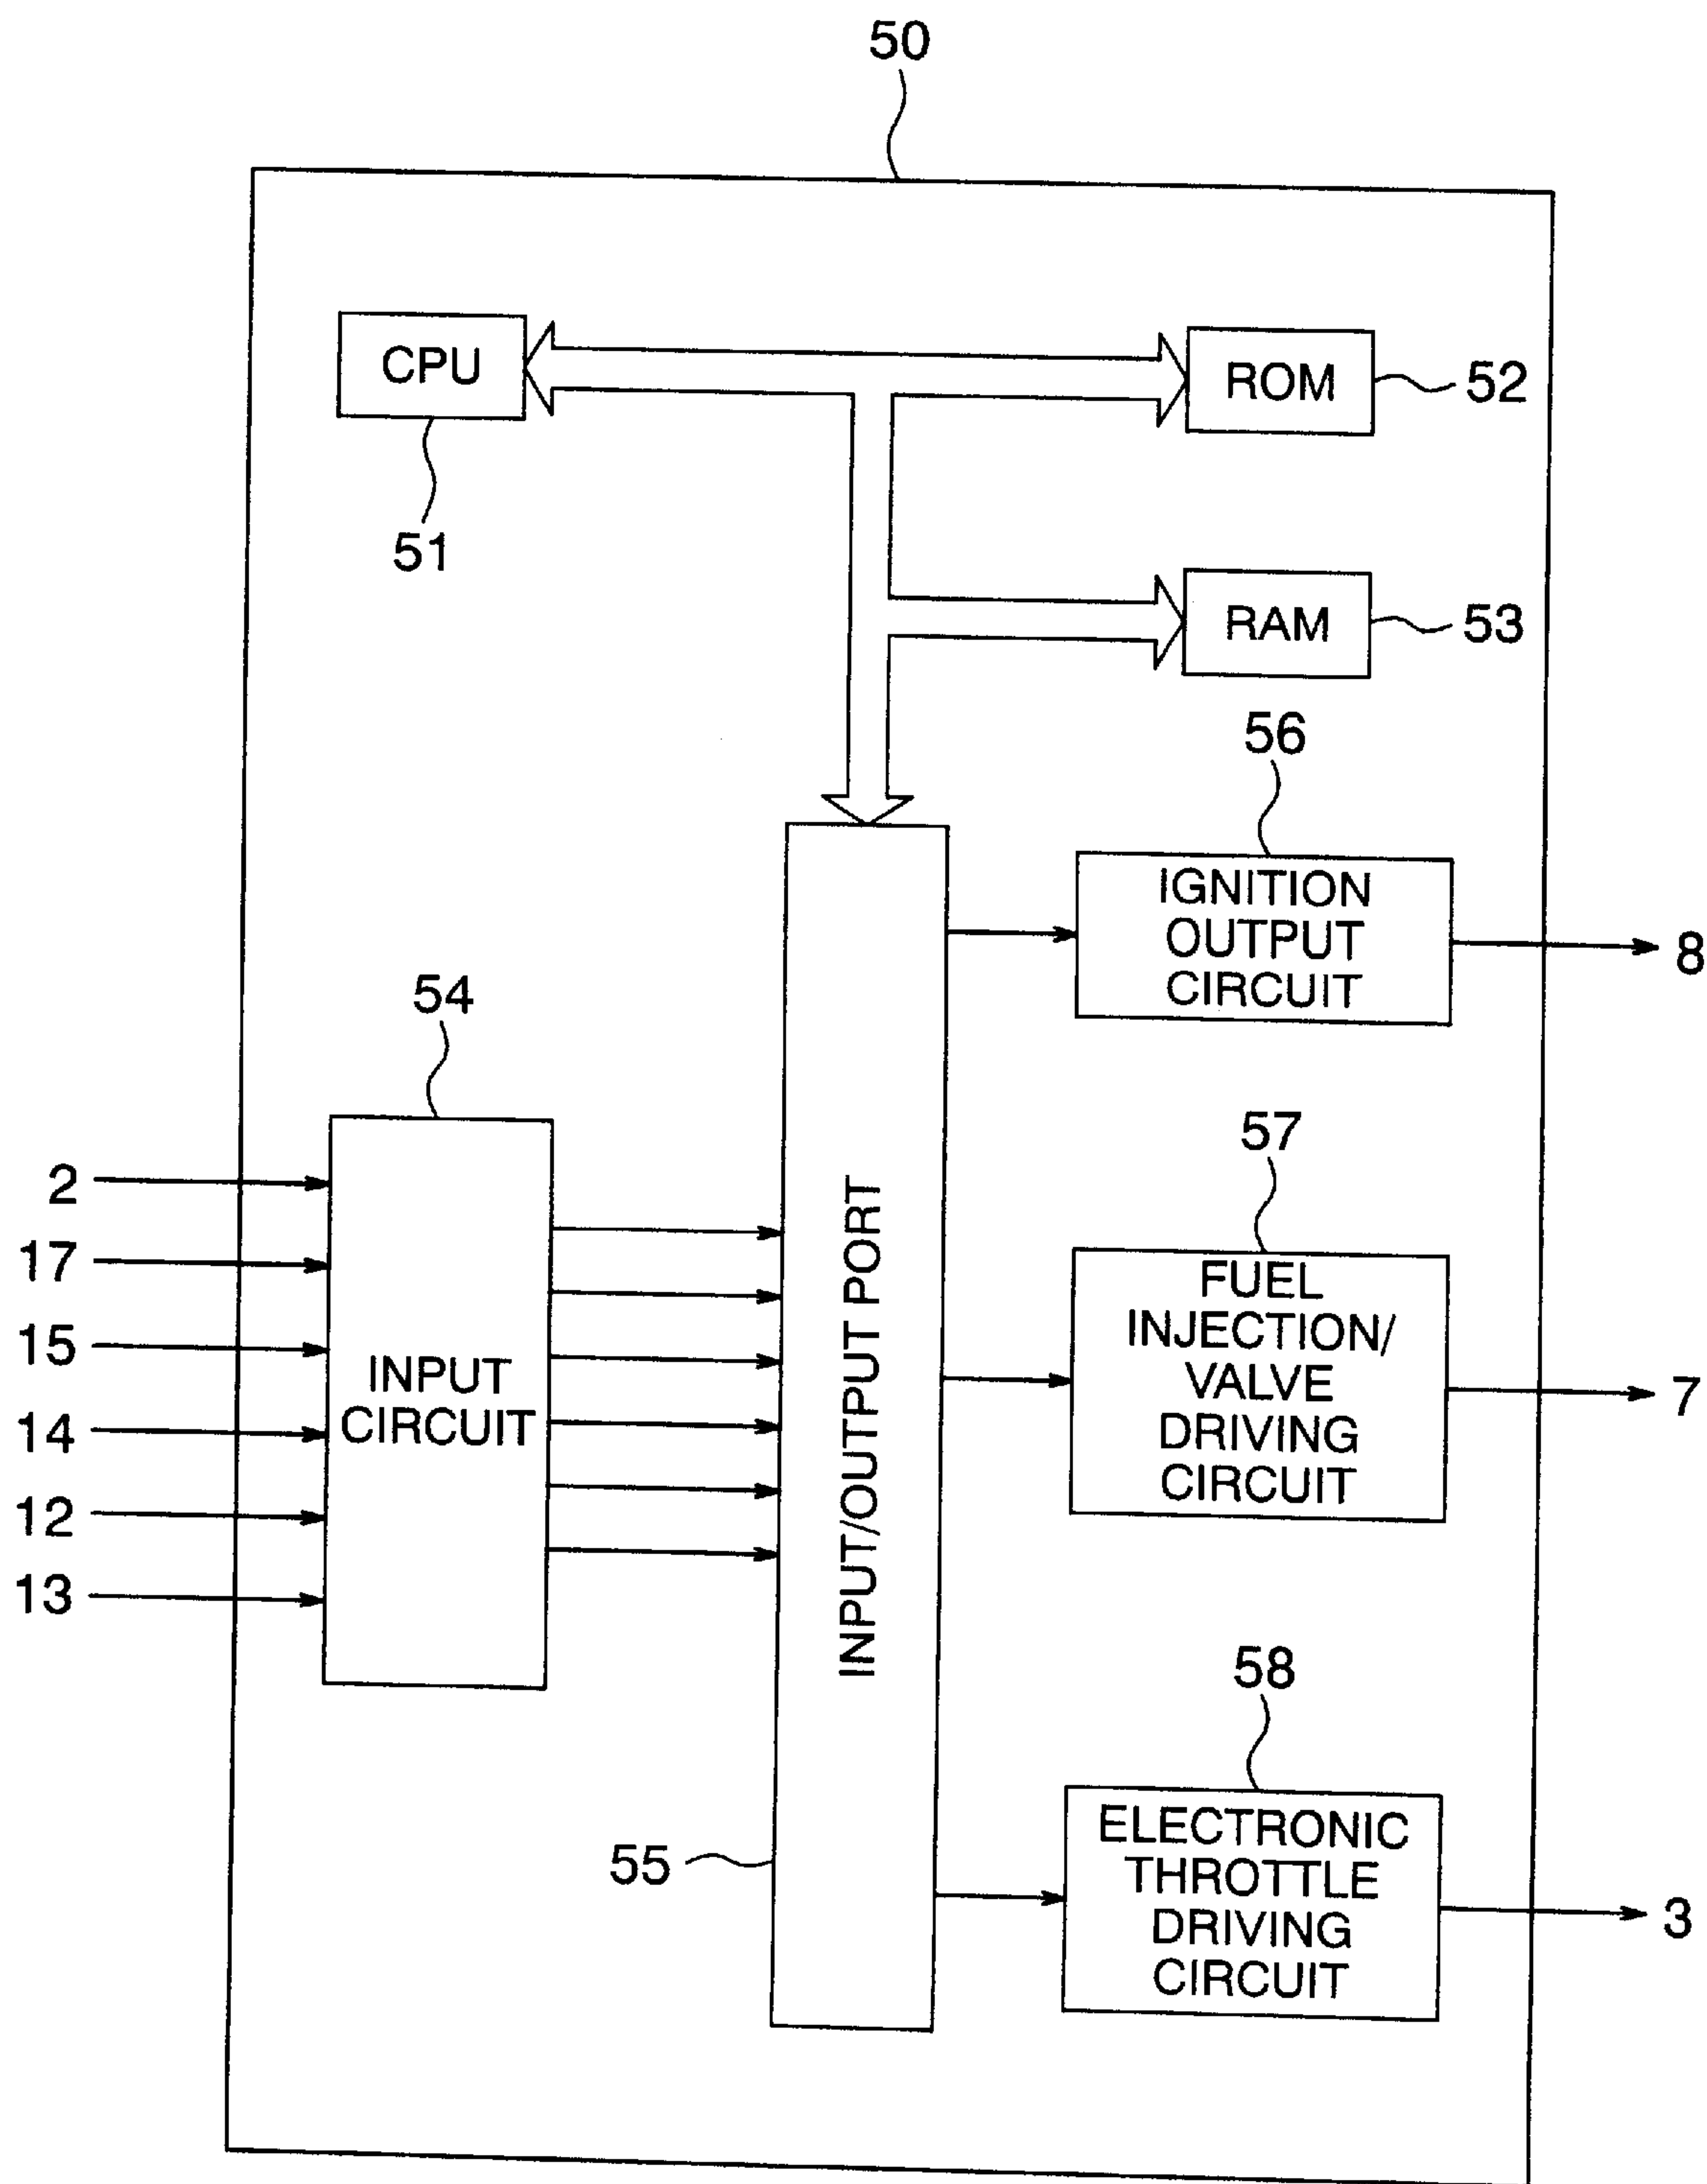 50
CPU
ROM
52
51
RAM
53
56
IGNITION
OUTPUT
CIRCUIT
8
54
2
17
15
14
12
13
INPUT
CIRCUIT
INPUT/OUTPUT PORT
57
FUEL
INJECTION/
VALVE
DRIVING
CIRCUIT
7
58
55
ELECTRONIC
THROTTLE
DRIVING
CIRCUIT
3